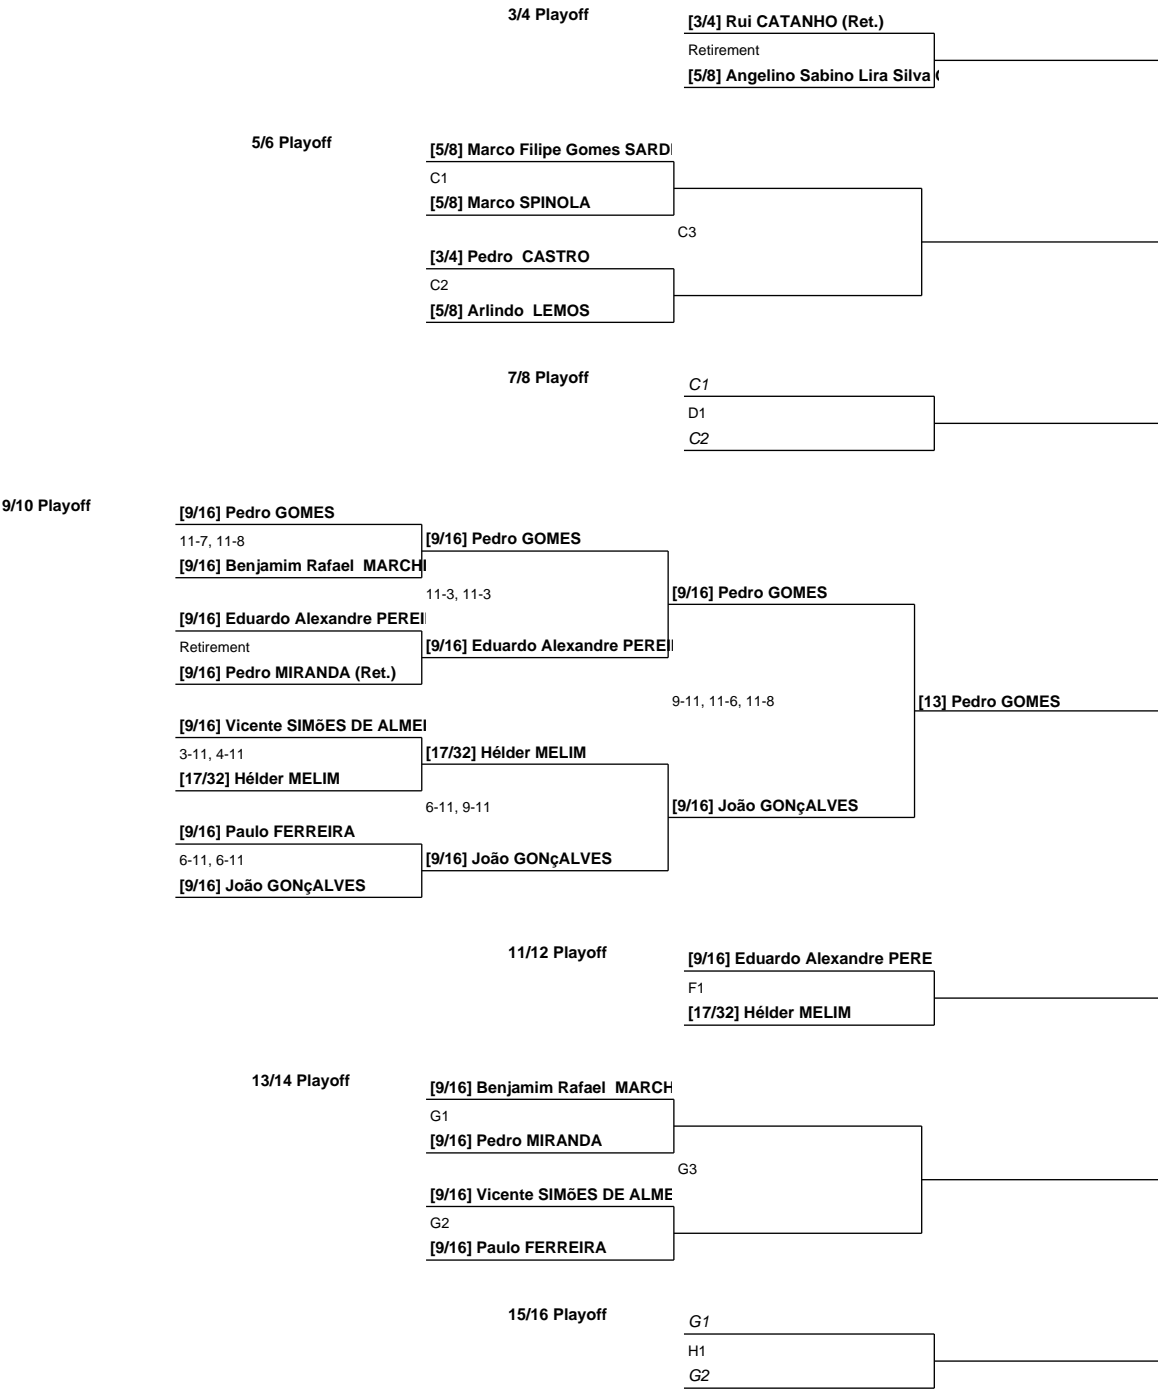 3/4 Playoff
[3/4] Rui CATANHO (Ret.)
Retirement
[5/8] Angelino Sabino Lira Silva
5/6 Playoff
[5/8] Marco Filipe Gomes SARD
C1
[5/8] Marco SPINOLA
C3
[3/4] Pedro CASTRO
C2
[5/8] Arlindo LEMOS
7/8 Playoff
C1
D1
C2
9/10 Playoff
[9/16] Pedro GOMES
11-7, 11-8
[9/16] Benjamim Rafael MARCH
[9/16] Pedro GOMES
11-3, 11-3
[9/16] Pedro GOMES
[9/16] Eduardo Alexandre PEREI
Retirement
[9/16] Eduardo Alexandre PEREI
[9/16] Pedro MIRANDA (Ret.)
9-11, 11-6, 11-8
[13] Pedro GOMES
[9/16] Vicente SIMõES DE ALMEI
3-11, 4-11
[17/32] Hélder MELIM
[17/32] Hélder MELIM
6-11, 9-11
[9/16] João GONçALVES
[9/16] Paulo FERREIRA
6-11, 6-11
[9/16] João GONçALVES
[9/16] João GONçALVES
11/12 Playoff
[9/16] Eduardo Alexandre PERE
F1
[17/32] Hélder MELIM
13/14 Playoff
[9/16] Benjamim Rafael MARCH
G1
[9/16] Pedro MIRANDA
G3
[9/16] Vicente SIMõES DE ALME
G2
[9/16] Paulo FERREIRA
15/16 Playoff
G1
H1
G2